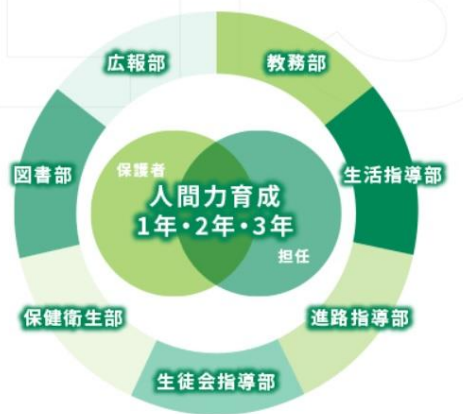 広報部
教務部
図書部
生活指導部
保護者
人間力育成
1年・2年・3年
担任
保健衛生部
進路指導部
生徒会指導部